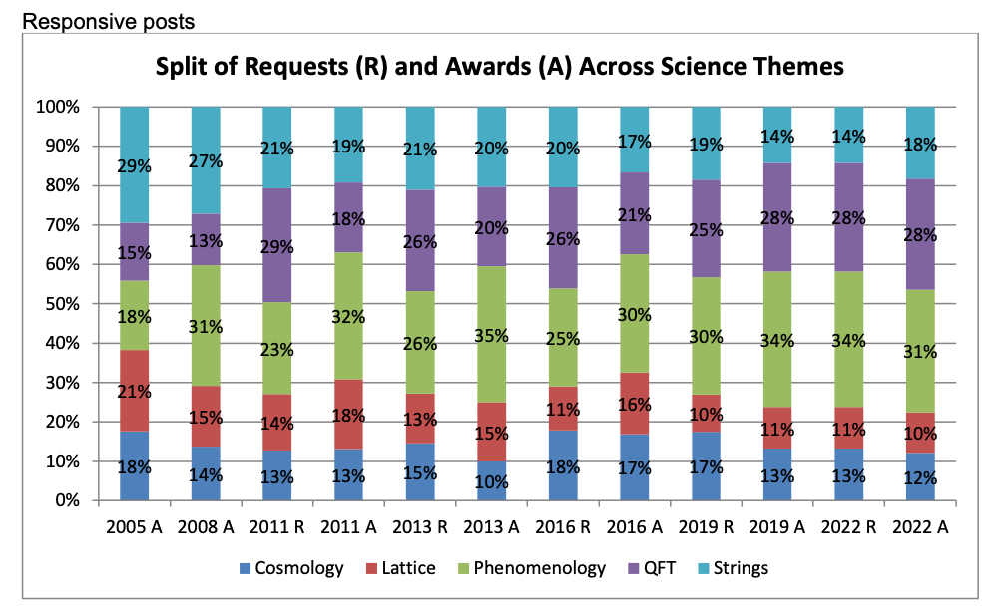 Responsive posts
Split of Requests (R) and Awards (A) Across Science Themes
100%
90%
80%
70%
60%
50%
40%
30%
20%
10%
0%
29% 27% 21% 19% 21% 20% 20% 17% 19% 14% 14% 18%
15% 13% 29% 18% 26% 20% 26% 21% 25% 28% 28% 28%
18% 31% 23% 32% 26% 35% 25% 30% 30% 34% 34% 31%
21% 15% 14% 18% 13% 15% 11% 16% 10% 11% 11% 10%
18% 14% 13% 13% 15% 10% 18% 17% 17% 13% 13% 12%
2005 A 2008 A 2011 R 2011 A 2013 R 2013 A 2016 R 2016 A 2019 R 2019 A 2022 R 2022 A
Cosmology Lattice Phenomenology QFT Strings